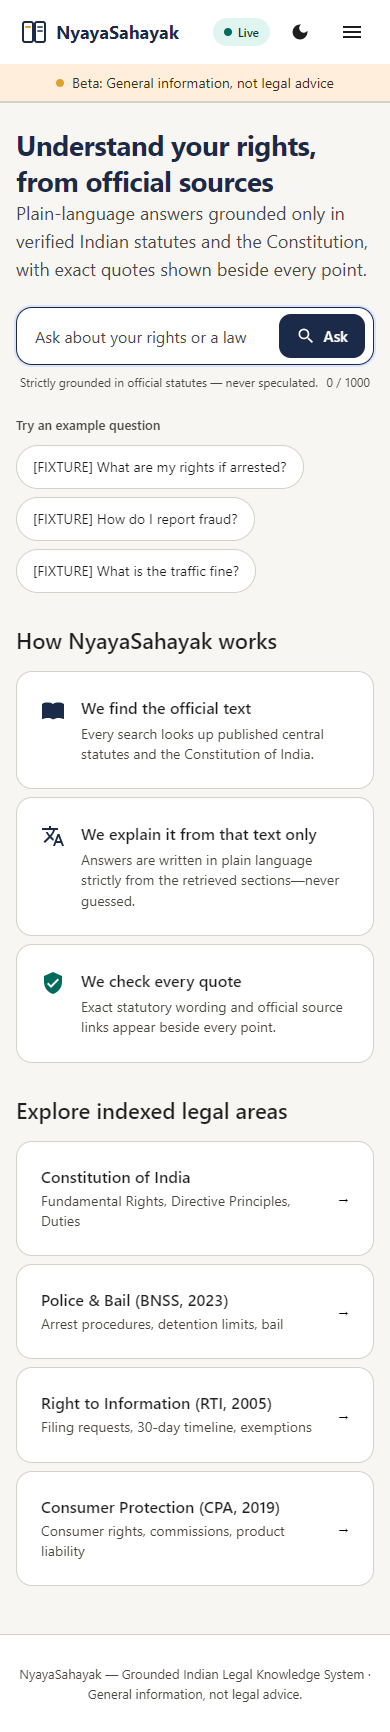 NyayaSahayak
Live
Beta: General information, not legal advice
Understand your rights,
from official sources
Plain-language answers grounded only in
verified Indian statutes and the Constitution,
with exact quotes shown beside every point.
Ask about your rights or a law
Ask
Strictly grounded in official statutes — never speculated. 0 / 1000
Try an example question
[FIXTURE] What are my rights if arrested?
[FIXTURE] How do I report fraud?
[FIXTURE] What is the traffic fine?
How NyayaSahayak works
We find the official text
Every search looks up published central
statutes and the Constitution of India.
We explain it from that text only
Answers are written in plain language
strictly from the retrieved sections—never
guessed.
We check every quote
Exact statutory wording and official source
links appear beside every point.
Explore indexed legal areas
Constitution of India
Fundamental Rights, Directive Principles,
Duties
→
Police & Bail (BNSS, 2023)
Arrest procedures, detention limits, bail
→
Right to Information (RTI, 2005)
Filing requests, 30-day timeline, exemptions
→
Consumer Protection (CPA, 2019)
Consumer rights, commissions, product
liability
→
NyayaSahayak — Grounded Indian Legal Knowledge System ·
General information, not legal advice.